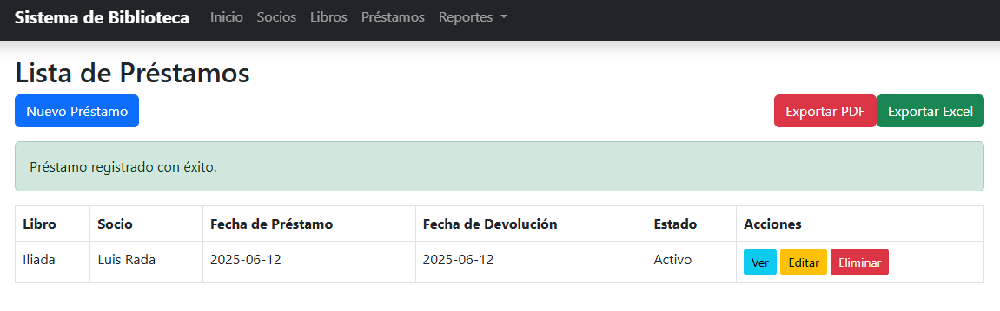 Sistema de Biblioteca Inicio Socios Libros Préstamos Reportes
Lista de Préstamos
Nuevo Préstamo Exportar PDF Exportar Excel
Préstamo registrado con éxito.
Libro Socio Fecha de Préstamo Fecha de Devolución Estado Acciones
Iliada Luis Rada 2025-06-12 2025-06-12 Activo Ver Editar Eliminar